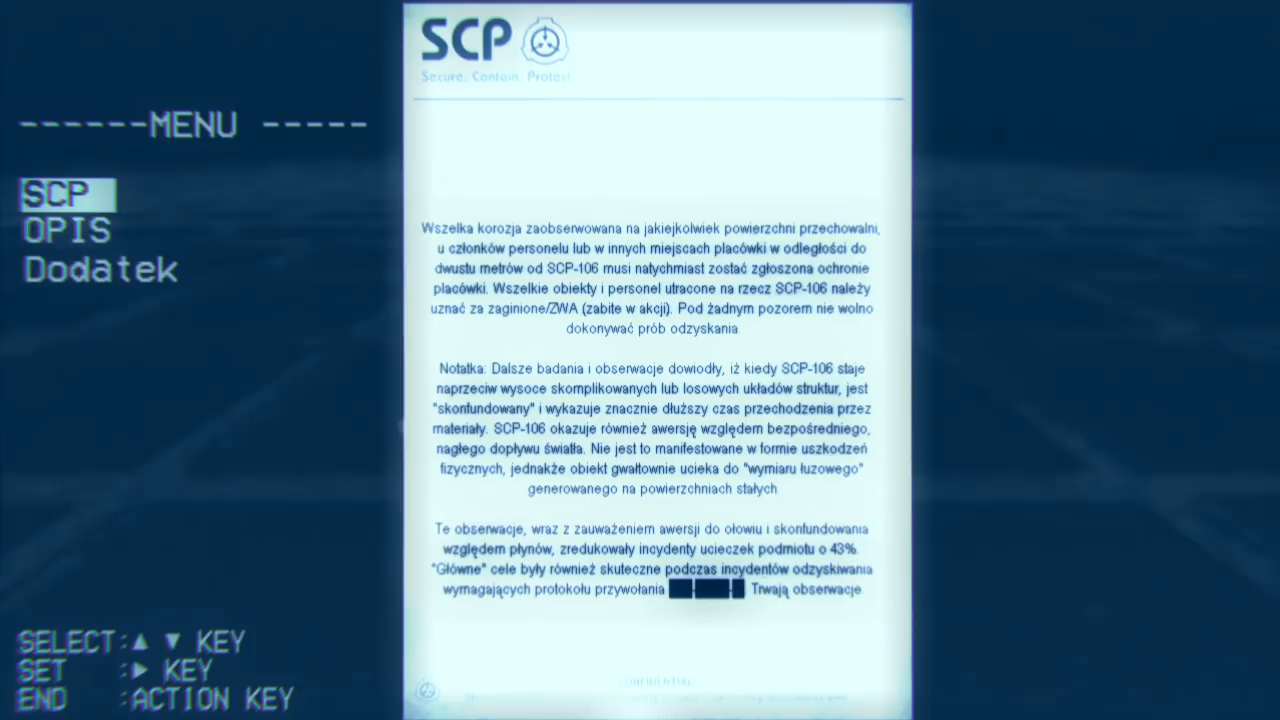 SCP
Secure. Contain. Protect.
------MENU -----
SCP
OPIS
Dodatek
Wszelka korozja zaobserwowana na jakiejkolwiek powierzchni przechowalni,
u członków personelu lub w innych miejscach placówki w odległości do
dwustu metrów od SCP-106 musi natychmiast zostać zgłoszona ochronie
placówki. Wszelkie obiekty i personel utracone na rzecz SCP-106 należy
uznać za zaginione/ZWA (zabite w akcji). Pod żadnym pozorem nie wolno
dokonywać prób odzyskania.
Notatka: Dalsze badania i obserwacje dowiodły, iż kiedy SCP-106 staje
naprzeciw wysoce skomplikowanych lub losowych układów struktur, jest
"skonfundowany" i wykazuje znacznie dłuższy czas przechodzenia przez
materiały. SCP-106 okazuje również awersję względem bezpośredniego,
nagłego dopływu światła. Nie jest to manifestowane w formie uszkodzeń
fizycznych, jednakże obiekt gwałtownie ucieka do "wymiaru łuzowego"
generowanego na powierzchniach stałych
Te obserwacje, wraz z zauważeniem awersji do ołowiu i skonfundowania
względem płynów, zredukowały incydenty ucieczek podmiotu o 43%.
"Główne" cele były również skuteczne podczas incydentów odzyskiwania
wymagających protokołu przywołania ██-███-█. Trwają obserwacje
CONFIDENTIAL
SELECT:▲ ▼ KEY
SET :► KEY
END :ACTION KEY